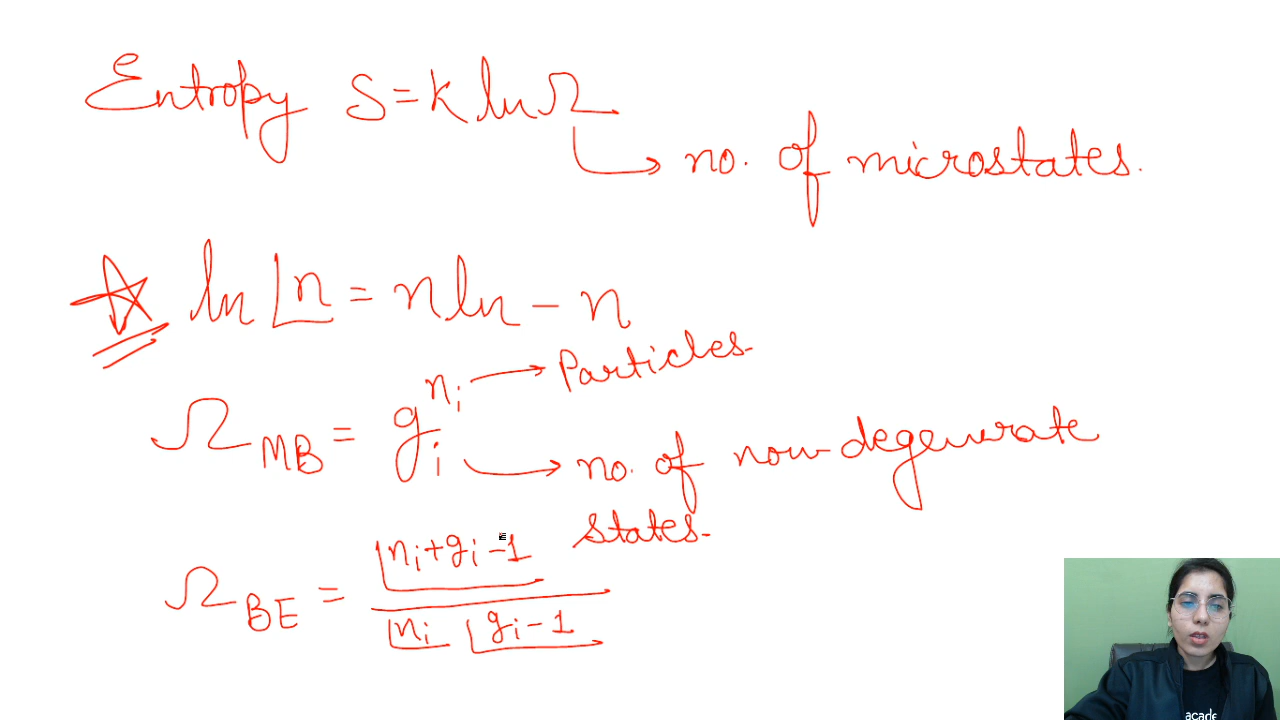 Entropy S = k ln Ω
→ no. of microstates.
ln ⌊n = n ln - n
Ω_MB = g_i^n_i → Particles.
→ no. of non-degenerate
states.
Ω_BE = ⌊n_i + g_i - 1 / ⌊n_i ⌊g_i - 1
acade